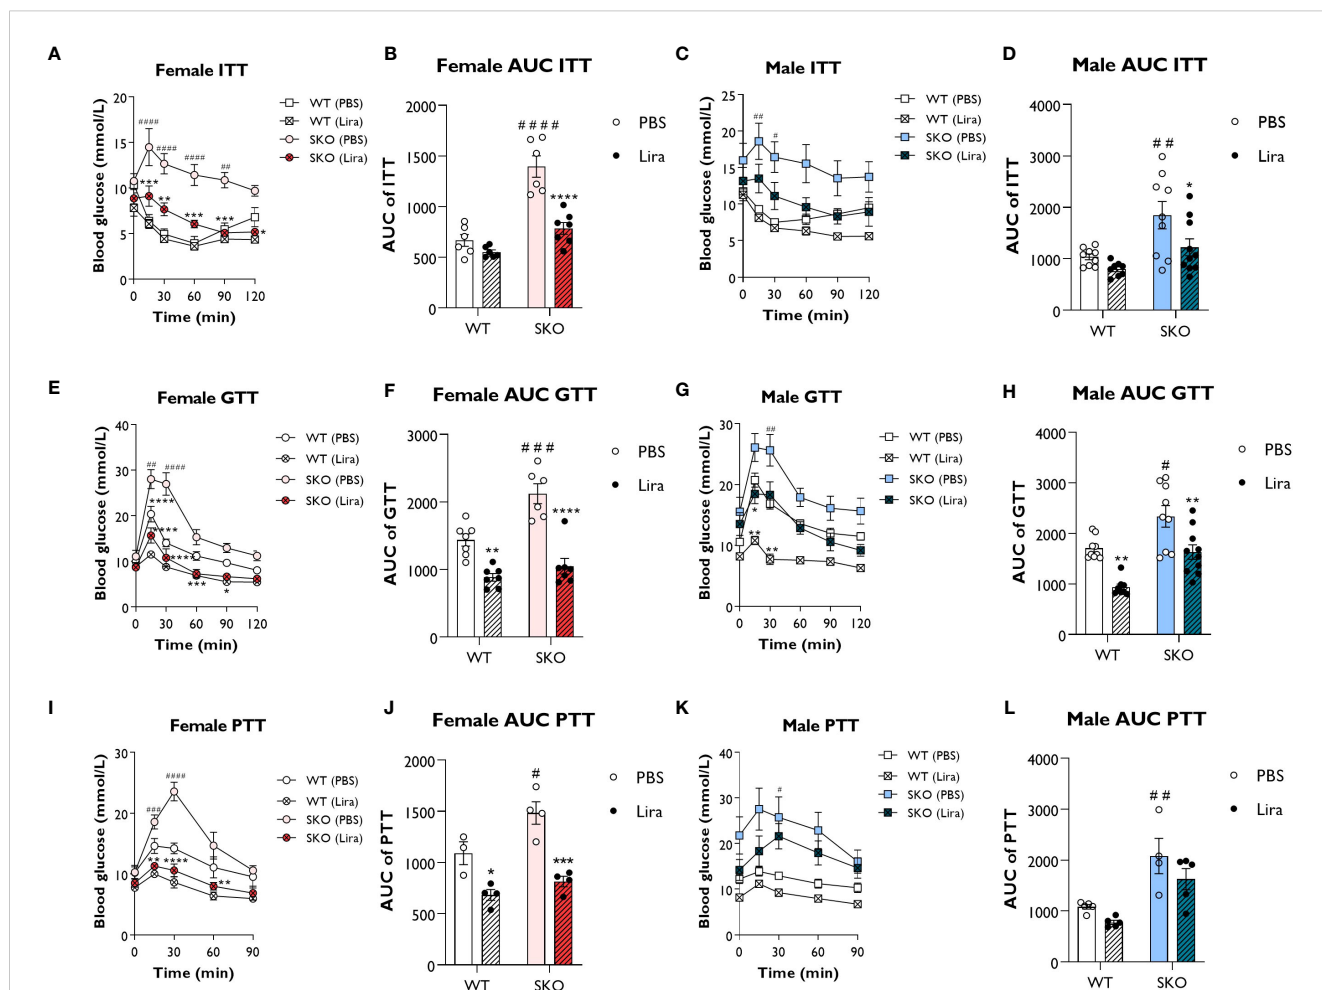 A
Female ITT
Blood glucose (mmol/L)
20
15
10
5
0
####
####
####
##
***
**
***
***
*
0 30 60 90 120
Time (min)
WT (PBS)
WT (Lira)
SKO (PBS)
SKO (Lira)
B
Female AUC ITT
AUC of ITT
2000
1500
1000
500
0
# # # #
****
WT SKO
PBS
Lira
C
Male ITT
Blood glucose (mmol/L)
25
20
15
10
5
0
##
#
0 30 60 90 120
Time (min)
WT (PBS)
WT (Lira)
SKO (PBS)
SKO (Lira)
D
Male AUC ITT
AUC of ITT
4000
3000
2000
1000
0
# #
*
WT SKO
PBS
Lira
E
Female GTT
Blood glucose (mmol/L)
40
30
20
10
0
## ####
****
****
****
***
*
0 30 60 90 120
Time (min)
WT (PBS)
WT (Lira)
SKO (PBS)
SKO (Lira)
F
Female AUC GTT
AUC of GTT
3000
2000
1000
0
# # #
**
****
WT SKO
PBS
Lira
G
Male GTT
Blood glucose (mmol/L)
30
20
10
0
##
*
**
**
0 30 60 90 120
Time (min)
WT (PBS)
WT (Lira)
SKO (PBS)
SKO (Lira)
H
Male AUC GTT
AUC of GTT
4000
3000
2000
1000
0
#
**
**
WT SKO
PBS
Lira
I
Female PTT
Blood glucose (mmol/L)
30
20
10
0
####
###
** ****
**
0 30 60 90
Time (min)
WT (PBS)
WT (Lira)
SKO (PBS)
SKO (Lira)
J
Female AUC PTT
AUC of PTT
2000
1500
1000
500
0
#
*
***
WT SKO
PBS
Lira
K
Male PTT
Blood glucose (mmol/L)
40
30
20
10
0
#
0 30 60 90
Time (min)
WT (PBS)
WT (Lira)
SKO (PBS)
SKO (Lira)
L
Male AUC PTT
AUC of PTT
4000
3000
2000
1000
0
# #
WT SKO
PBS
Lira